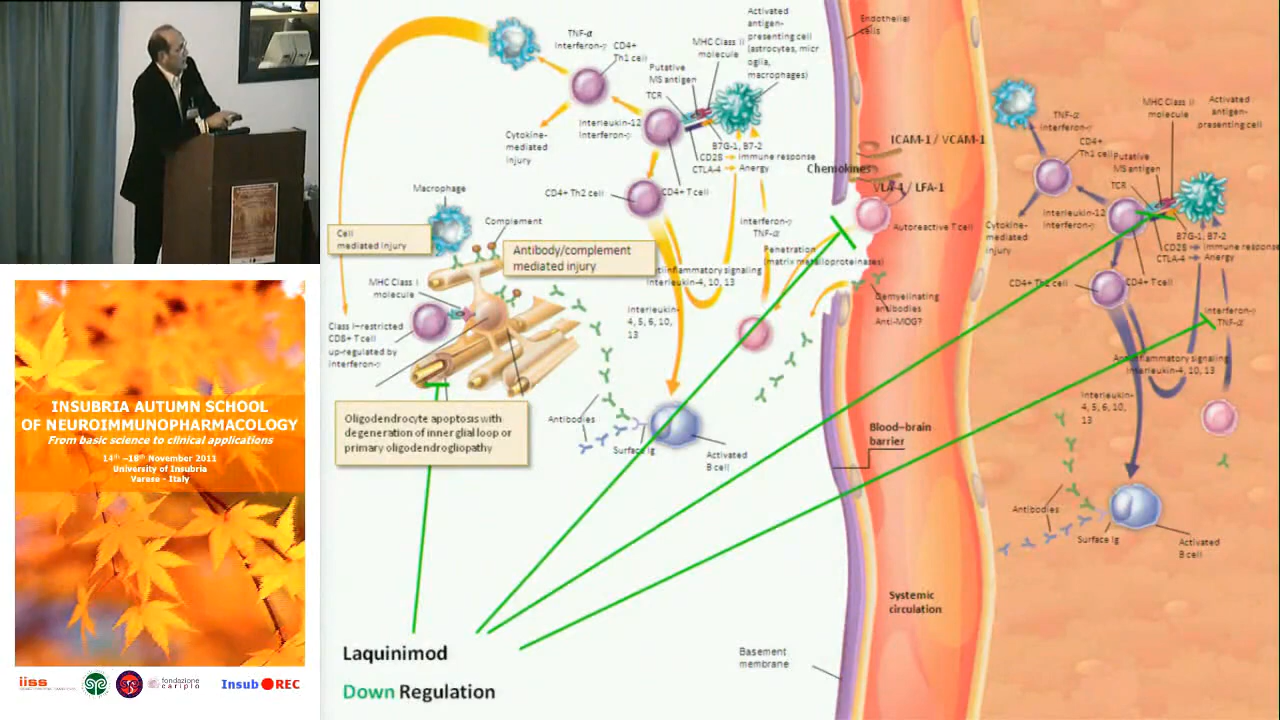 INSUBRIA AUTUMN SCHOOL
OF NEUROIMMUNOPHARMACOLOGY
From basic science to clinical applications
14th –18th November 2011
University of Insubria
Varese - Italy
iiss
fondazione
cariplo
Insub REC
TNF-α
Interferon-γ
CD4+
Th1 cell
Putative
MS antigen
TCR
MHC Class II
molecule
Activated
antigen-
presenting cell
(astrocytes, micr
oglia,
macrophages)
Interleukin-12
Interferon-γ
Cytokine-
mediated
injury
B7G-1, B7-2
CD28 Immune response
CTLA-4 Anergy
CD4+ Th2 cell
CD4+ T cell
Macrophage
Complement
Cell
mediated injury
Antibody/complement
mediated injury
MHC Class I
molecule
Class I–restricted
CD8+ T cell
up-regulated by
interferon-γ
Oligodendrocyte apoptosis with
degeneration of inner glial loop or
primary oligodendrogliopathy
Interferon-γ
TNF-α
Penetration
(matrix metalloproteinases)
Antiinflammatory signaling
Interleukin-4, 10, 13
Interleukin-
4, 5, 6, 10,
13
Antibodies
Surface Ig
Activated
B cell
Laquinimod
Down Regulation
Endothelial
cells
ICAM-1 / VCAM-1
Chemokines
VLA-4 / LFA-1
Autoreactive T cell
Demyelinating
antibodies
Anti-MOG?
Blood–brain
barrier
Systemic
circulation
Basement
membrane
TNF-α
Interferon-γ
CD4+
Th1 cell
Putative
MS antigen
TCR
MHC Class II
molecule
Activated
antigen-
presenting cell
Interleukin-12
Interferon-γ
Cytokine-
mediated
injury
B7G-1, B7-2
CD28 Immune response
CTLA-4 Anergy
CD4+ Th2 cell
CD4+ T cell
Interferon-γ
TNF-α
Antiinflammatory signaling
Interleukin-4, 10, 13
Interleukin-
4, 5, 6, 10,
13
Antibodies
Surface Ig
Activated
B cell